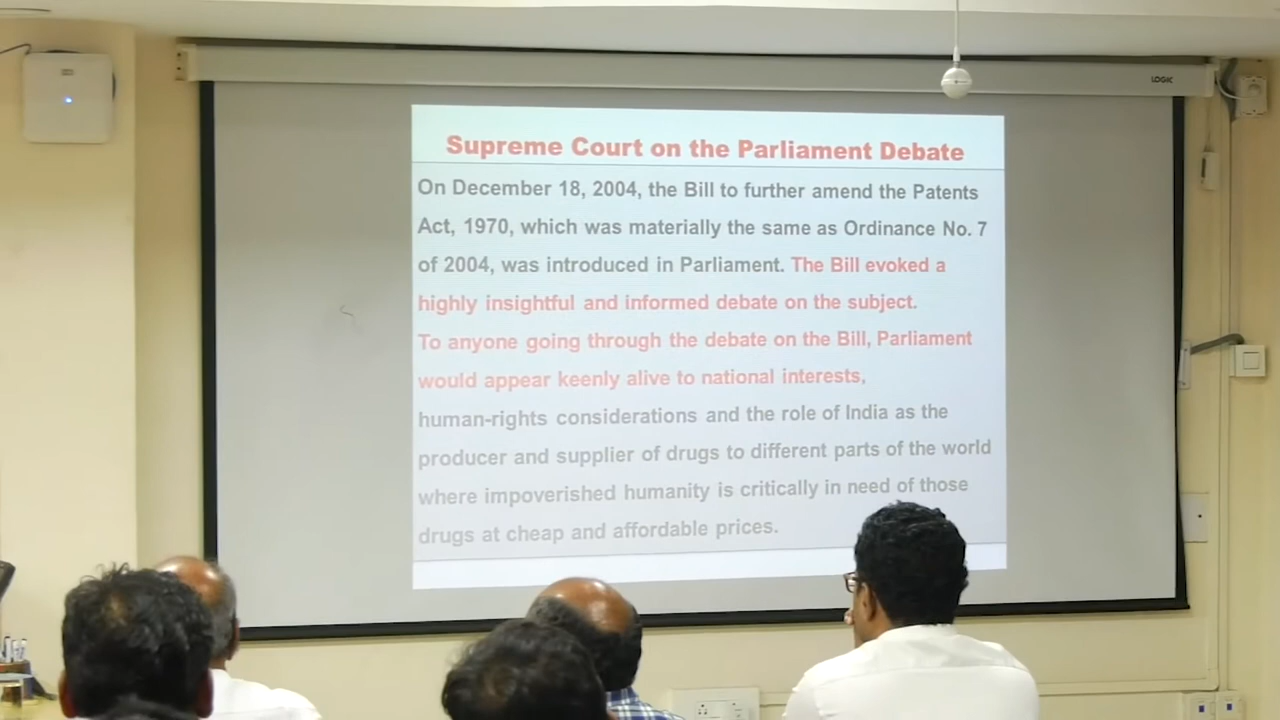 LOGIC
Supreme Court on the Parliament Debate
On December 18, 2004, the Bill to further amend the Patents
Act, 1970, which was materially the same as Ordinance No. 7
of 2004, was introduced in Parliament. The Bill evoked a
highly insightful and informed debate on the subject.
To anyone going through the debate on the Bill, Parliament
would appear keenly alive to national interests,
human-rights considerations and the role of India as the
producer and supplier of drugs to different parts of the world
where impoverished humanity is critically in need of those
drugs at cheap and affordable prices.